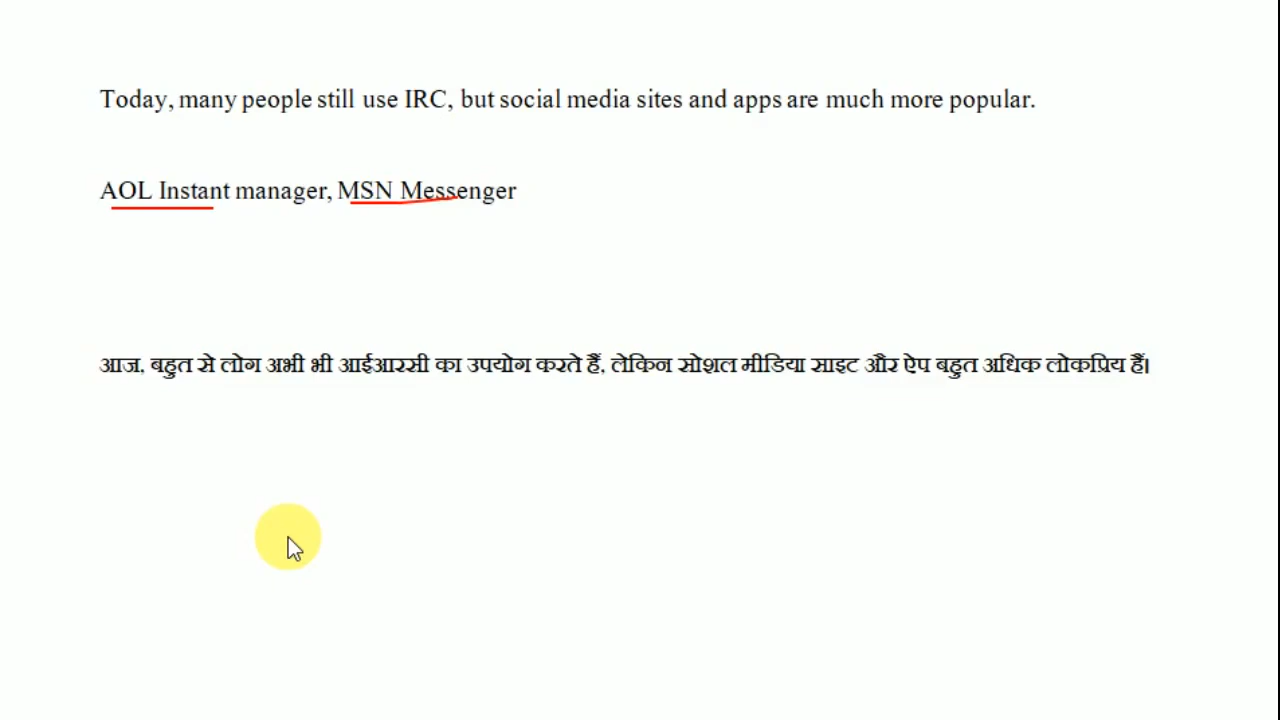 Today, many people still use IRC, but social media sites and apps are much more popular.
AOL Instant manager, MSN Messenger
आज, बहुत से लोग अभी भी आईआरसी का उपयोग करते हैं, लेकिन सोशल मीडिया साइट और ऐप बहुत अधिक लोकप्रिय हैं।